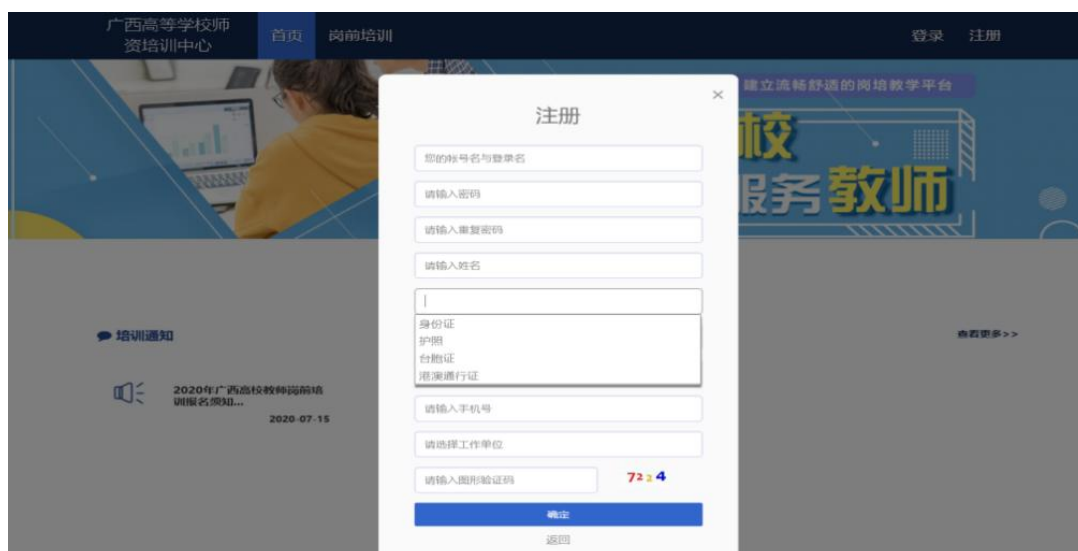 广西高等学校师
资培训中心
首页
岗前培训
登录
注册
建立流畅舒适的岗培教学平台
校
服务教师
×
注册
您的帐号名与登录名
请输入密码
请输入重复密码
请输入姓名
身份证
护照
台胞证
港澳通行证
请输入手机号
请选择工作单位
请输入图形验证码
7224
确定
返回
培训通知
查看更多>>
2020年广西高校教师岗前培
训报名须知...
2020-07-15